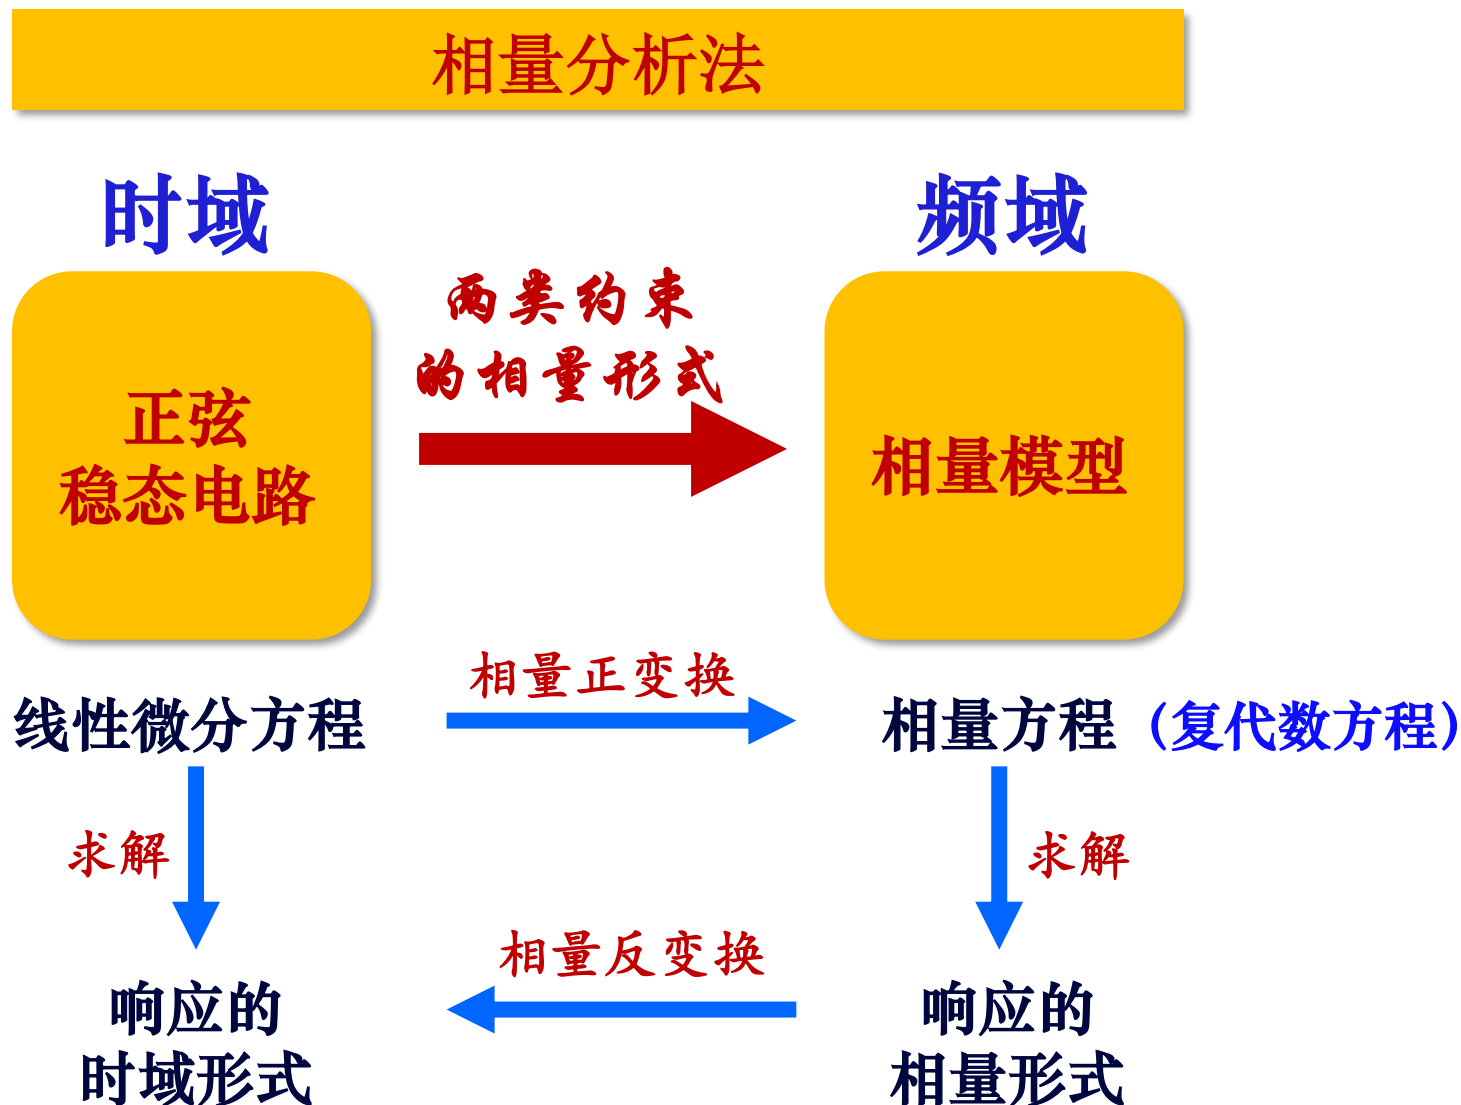 相量分析法
时域
频域
两类约束
的相量形式
正弦
稳态电路
相量模型
相量正变换
线性微分方程
相量方程（复代数方程）
求解
求解
相量反变换
响应的
时域形式
响应的
相量形式